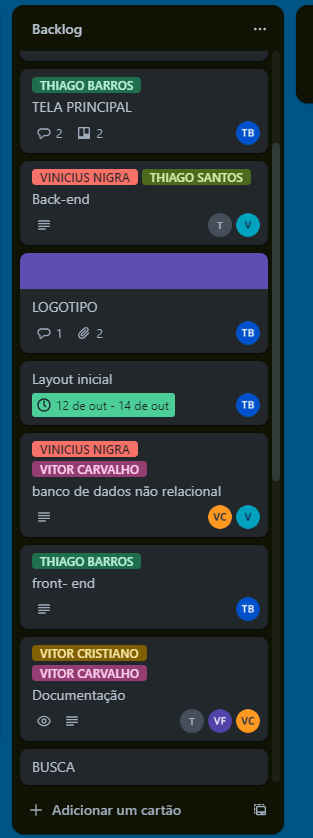 Backlog
THIAGO BARROS
TELA PRINCIPAL
2 2 TB
VINICIUS NIGRA THIAGO SANTOS
Back-end
T V
LOGOTIPO
1 2 TB
Layout inicial
12 de out - 14 de out TB
VINICIUS NIGRA
VITOR CARVALHO
banco de dados não relacional
VC V
THIAGO BARROS
front- end
TB
VITOR CRISTIANO
VITOR CARVALHO
Documentação
T VF VC
BUSCA
Adicionar um cartão